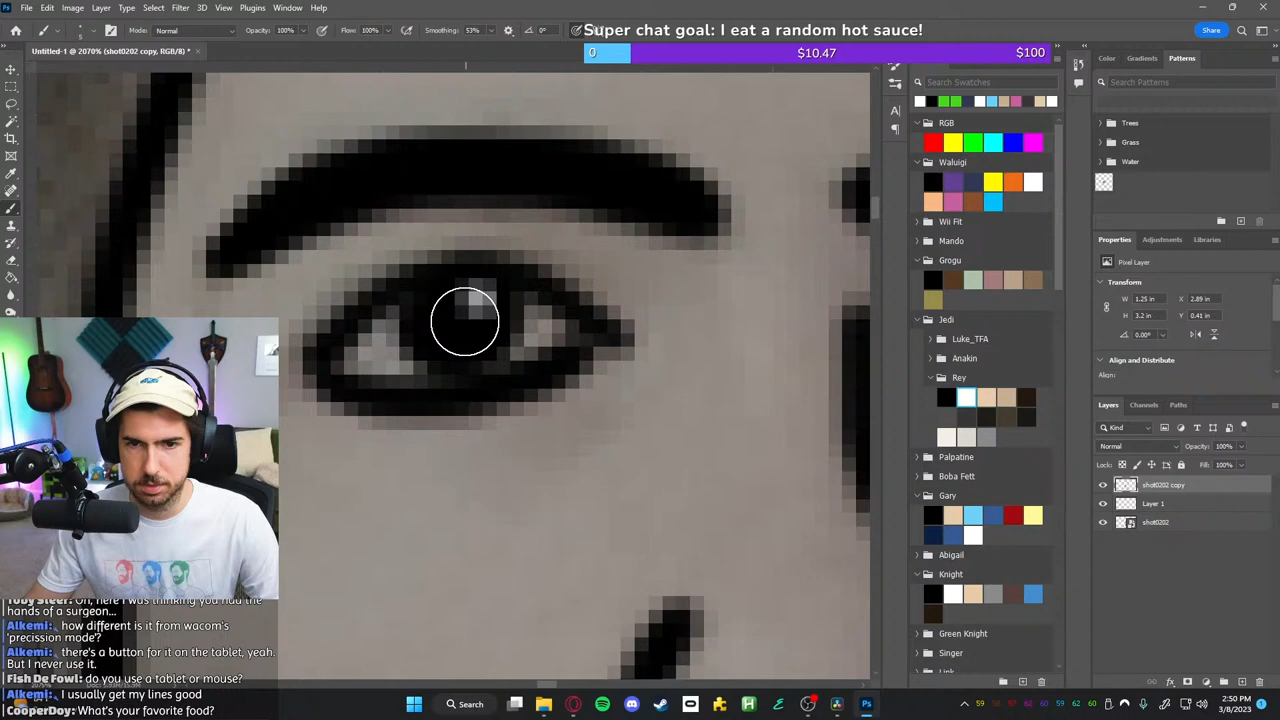 File Edit Image Layer Type Select Filter 3D View Plugins Window Help
Mode: Normal Opacity: 100% Flow: 100% Smoothing: 53% 0° Share
Super chat goal: I eat a random hot sauce!
0 $10.47 $100
Untitled-1 @ 2070% (shot0202 copy, RGB/8) *
Color Gradients Patterns
Search Swatches
Search Patterns
RGB
Trees
Grass
Water
Waluigi
Wii Fit
Mando
Grogu
Jedi
Luke_TFA
Anakin
Rey
Palpatine
Boba Fett
Gary
Abigail
Knight
Green Knight
Singer
Link
Properties Adjustments Libraries
Pixel Layer
Transform
W: 1.25 in X: 2.89 in
H: 3.2 in Y: 0.41 in
0.00°
Align and Distribute
Align:
Layers Channels Paths
Kind
Normal Opacity: 100%
Lock: Fill: 100%
shot0202 copy
Layer 1
shot0202
Toby Steer: Oh, here I was thinking you had the
hands of a surgeon...
Alkemi: how different is it from wacom's
'precission mode'?
Alkemi: there's a button for it on the tablet, yeah.
But I never use it.
Fish De Fowl: do you use a tablet or mouse?
Alkemi: I usually get my lines good
CoperDoy: What's your favorite food?
Search
2:50 PM
3/8/2023